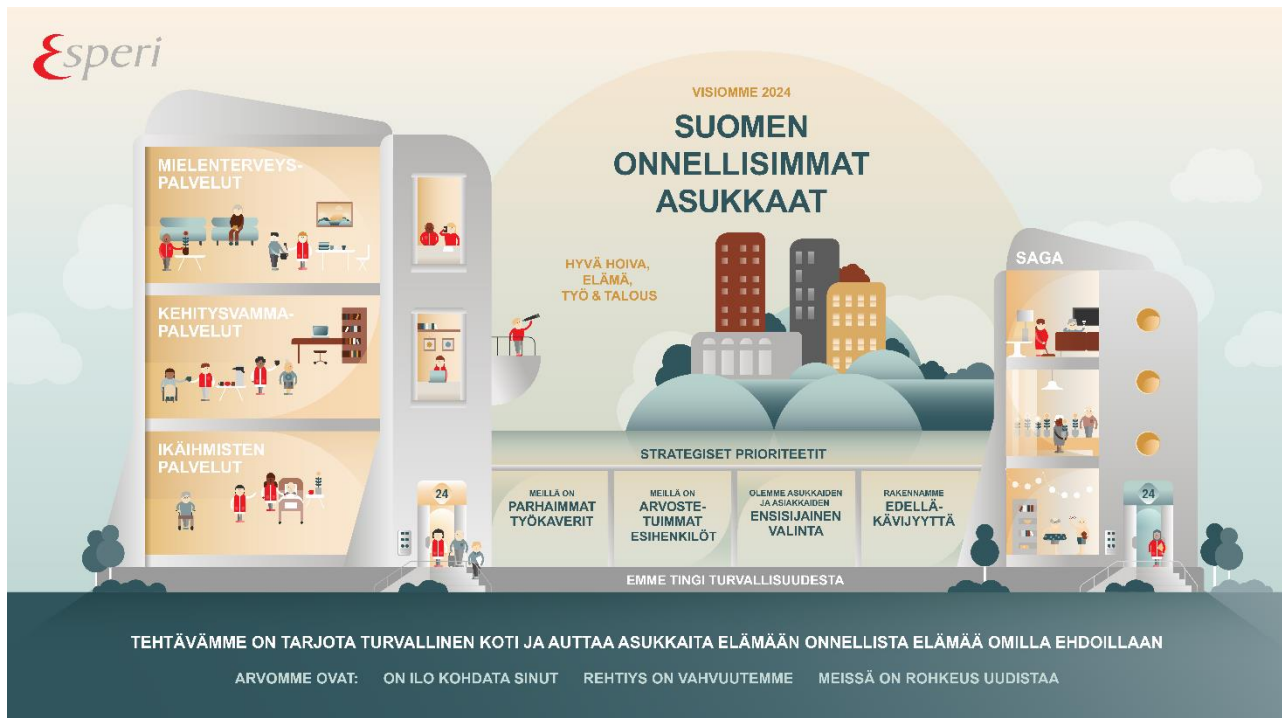 Esperi
VISIOMME 2024
SUOMEN
ONNELLISIMMAT
ASUKKAAT
HYVÄ HOIVA,
ELÄMÄ,
TYÖ & TALOUS
MIELENTERVEYS-
PALVELUT
KEHITYSVAMMA-
PALVELUT
IKÄIHMISTEN
PALVELUT
24
SAGA
24
STRATEGISET PRIORITEETIT
MEILLÄ ON
PARHAIMMAT
TYÖKAVERIT
MEILLÄ ON
ARVOSTE-
TUIMMAT
ESIHENKILÖT
OLEMME ASUKKAIDEN
JA ASIAKKAIDEN
ENSISIJAINEN
VALINTA
RAKENNAMME
EDELLÄ-
KÄVIJYYTTÄ
EMME TINGI TURVALLISUUDESTA
TEHTÄVÄMME ON TARJOTA TURVALLINEN KOTI JA AUTTAA ASUKKAITA ELÄMÄÄN ONNELLISTA ELÄMÄÄ OMILLA EHDOILLAAN
ARVOMME OVAT: ON ILO KOHDATA SINUT REHTIYS ON VAHVUUTEMME MEISSÄ ON ROHKEUS UUDISTAA